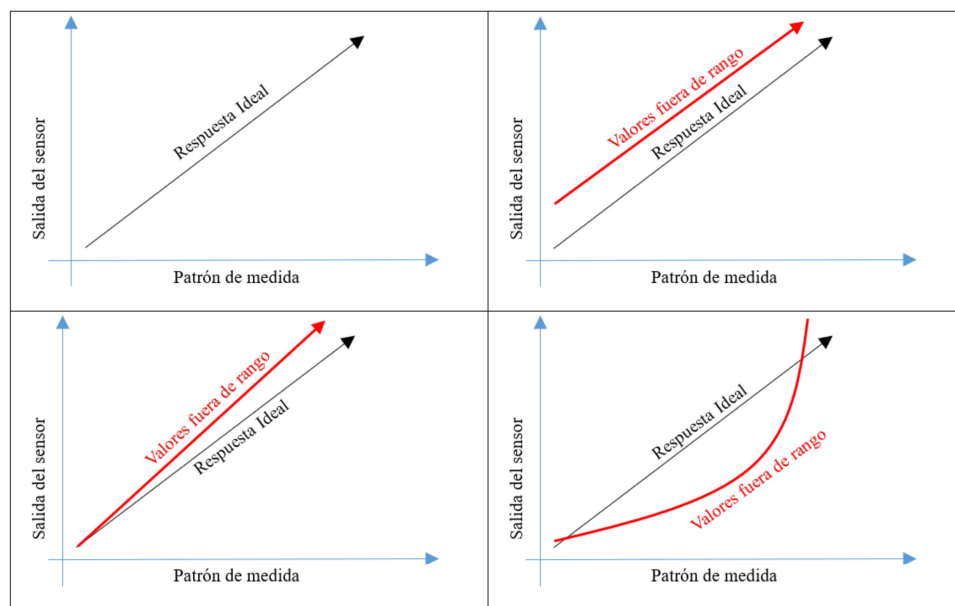 Salida del sensor
Respuesta Ideal
Patrón de medida
Salida del sensor
Valores fuera de rango
Respuesta Ideal
Patrón de medida
Salida del sensor
Valores fuera de rango
Respuesta Ideal
Patrón de medida
Salida del sensor
Respuesta Ideal
Valores fuera de rango
Patrón de medida